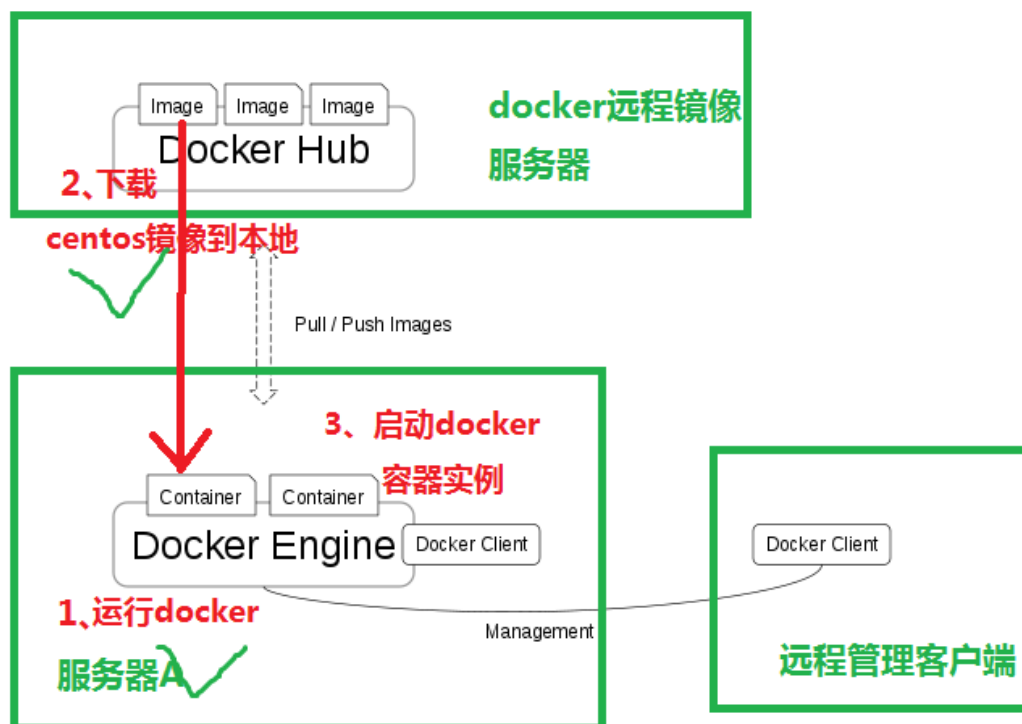 Image Image Image
Docker Hub
docker远程镜像
服务器
2、下载
centos镜像到本地
Pull / Push Images
3、启动docker
容器实例
Container Container
Docker Engine
Docker Client
Docker Client
1、运行docker
服务器A
Management
远程管理客户端